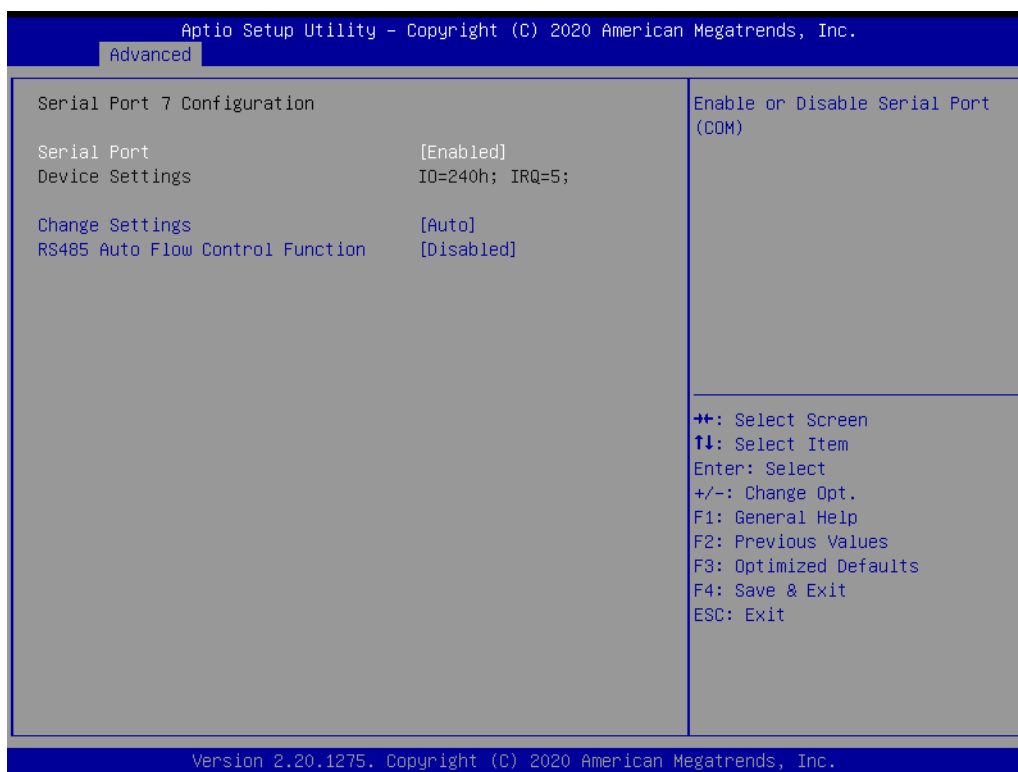 Aptio Setup Utility – Copyright (C) 2020 American Megatrends, Inc.
Advanced
Serial Port 7 Configuration
Serial Port [Enabled]
Device Settings IO=240h; IRQ=5;
Change Settings [Auto]
RS485 Auto Flow Control Function [Disabled]
Enable or Disable Serial Port
(COM)
→←: Select Screen
↑↓: Select Item
Enter: Select
+/-: Change Opt.
F1: General Help
F2: Previous Values
F3: Optimized Defaults
F4: Save & Exit
ESC: Exit
Version 2.20.1275. Copyright (C) 2020 American Megatrends, Inc.